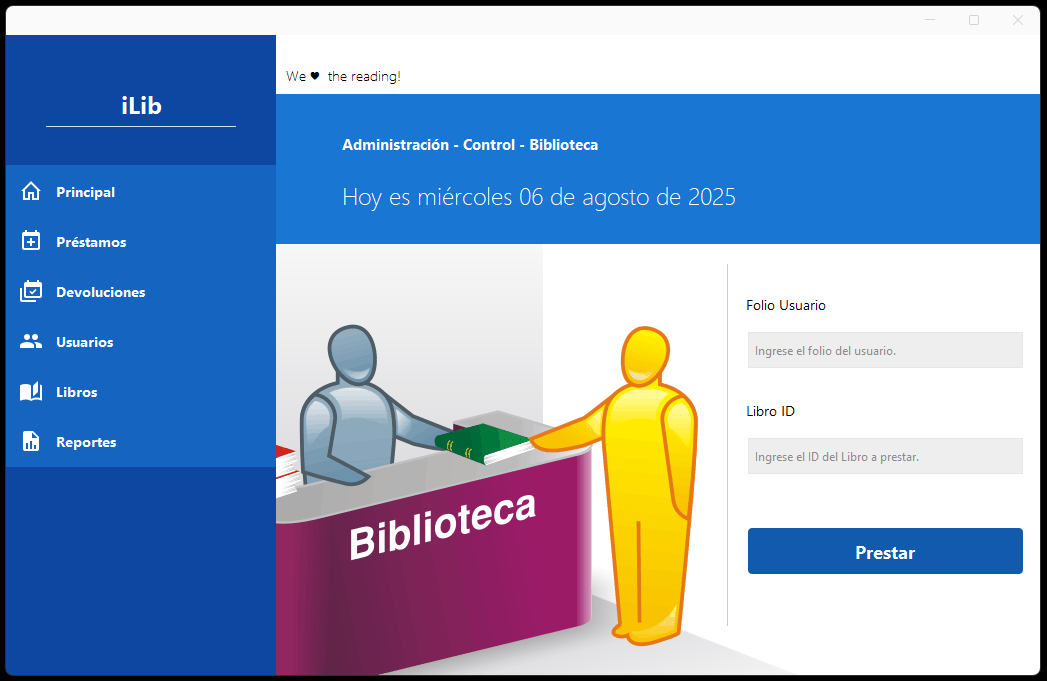 iLib
Principal
Préstamos
Devoluciones
Usuarios
Libros
Reportes
We ♥ the reading!
Administración - Control - Biblioteca
Hoy es miércoles 06 de agosto de 2025
Biblioteca
Folio Usuario
Ingrese el folio del usuario.
Libro ID
Ingrese el ID del Libro a prestar.
Prestar